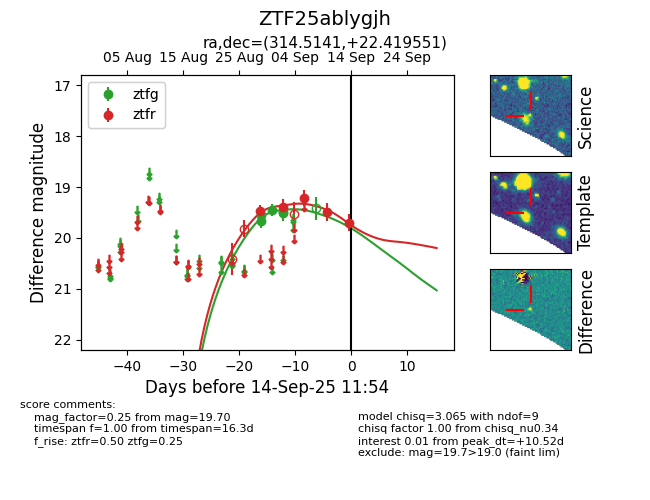 ZTF25ablygjh
ra,dec=(314.5141,+22.419551)
05 Aug 15 Aug 25 Aug 04 Sep 14 Sep 24 Sep
ztfg
ztfr
17
18
19
20
21
22
Difference magnitude
−40 −30 −20 −10 0 10
Days before 14-Sep-25 11:54
Science
Template
Difference
score comments:
mag_factor=0.25 from mag=19.70
timespan f=1.00 from timespan=16.3d
f_rise: ztfr=0.50 ztfg=0.25
model chisq=3.065 with ndof=9
chisq factor 1.00 from chisq_nu0.34
interest 0.01 from peak_dt=+10.52d
exclude: mag=19.7>19.0 (faint lim)